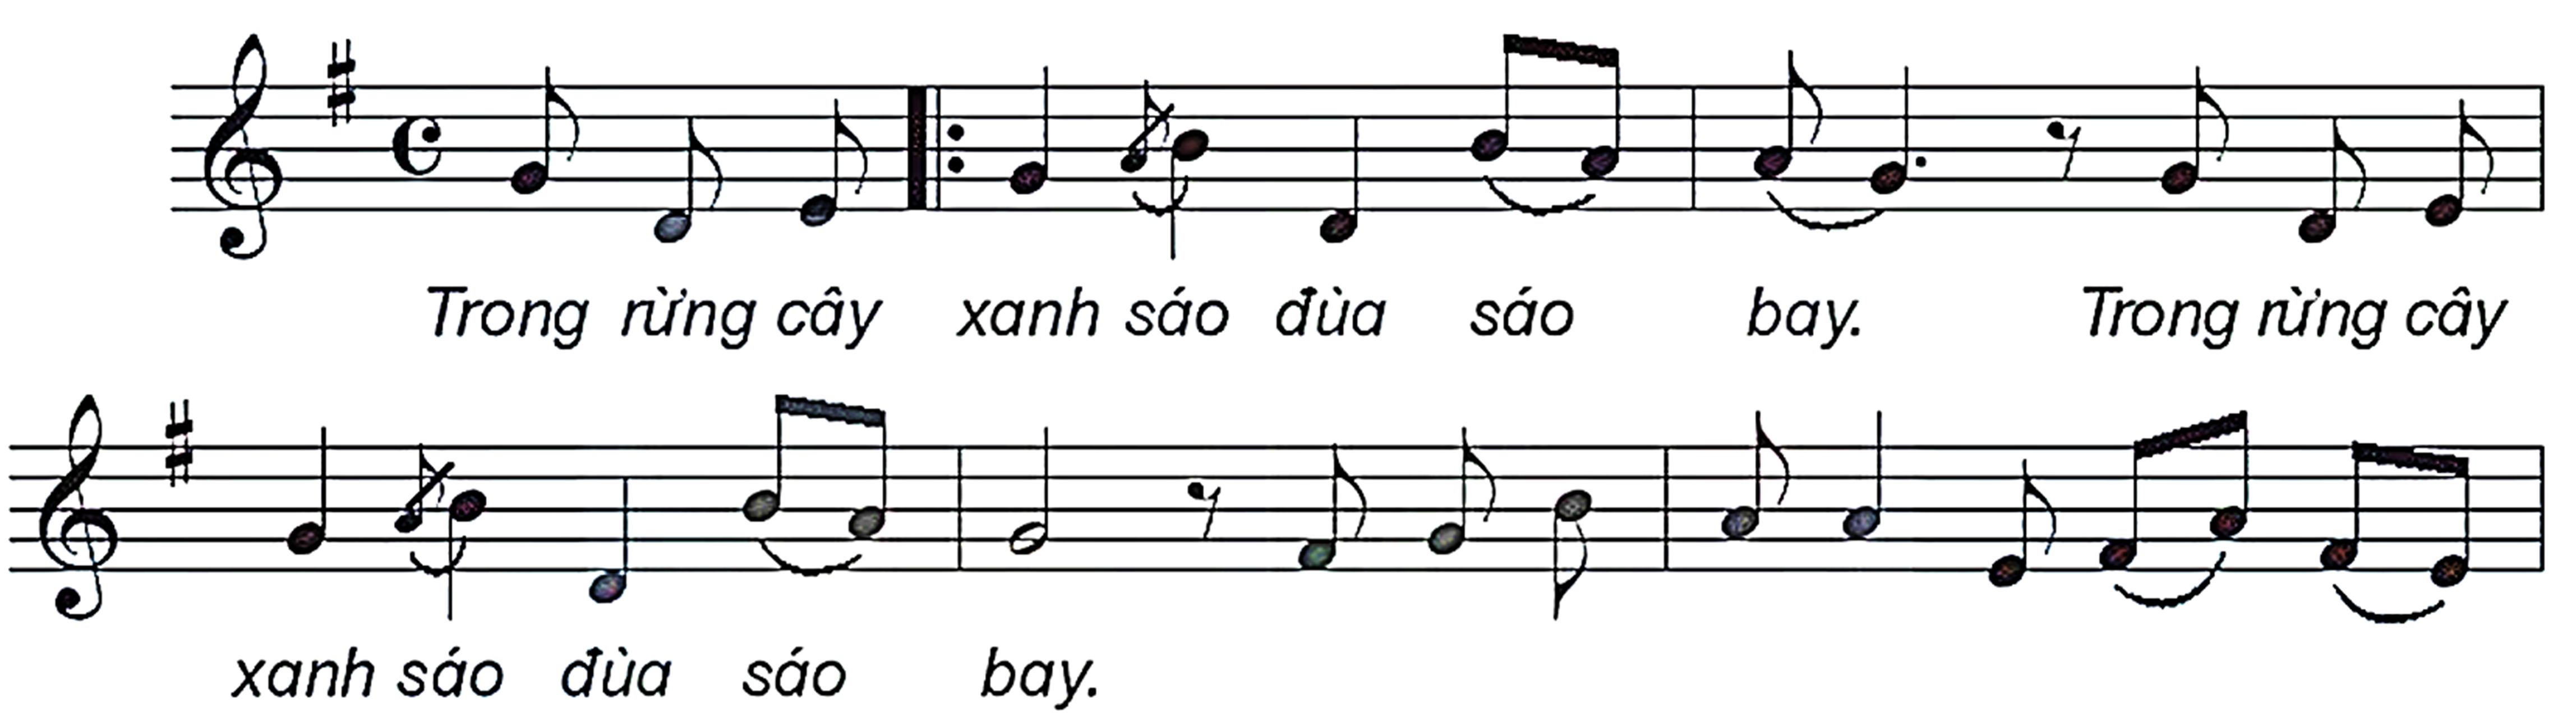 Trong rừng cây xanh sáo đùa sáo bay. Trong rừng cây
xanh sáo đùa sáo bay.